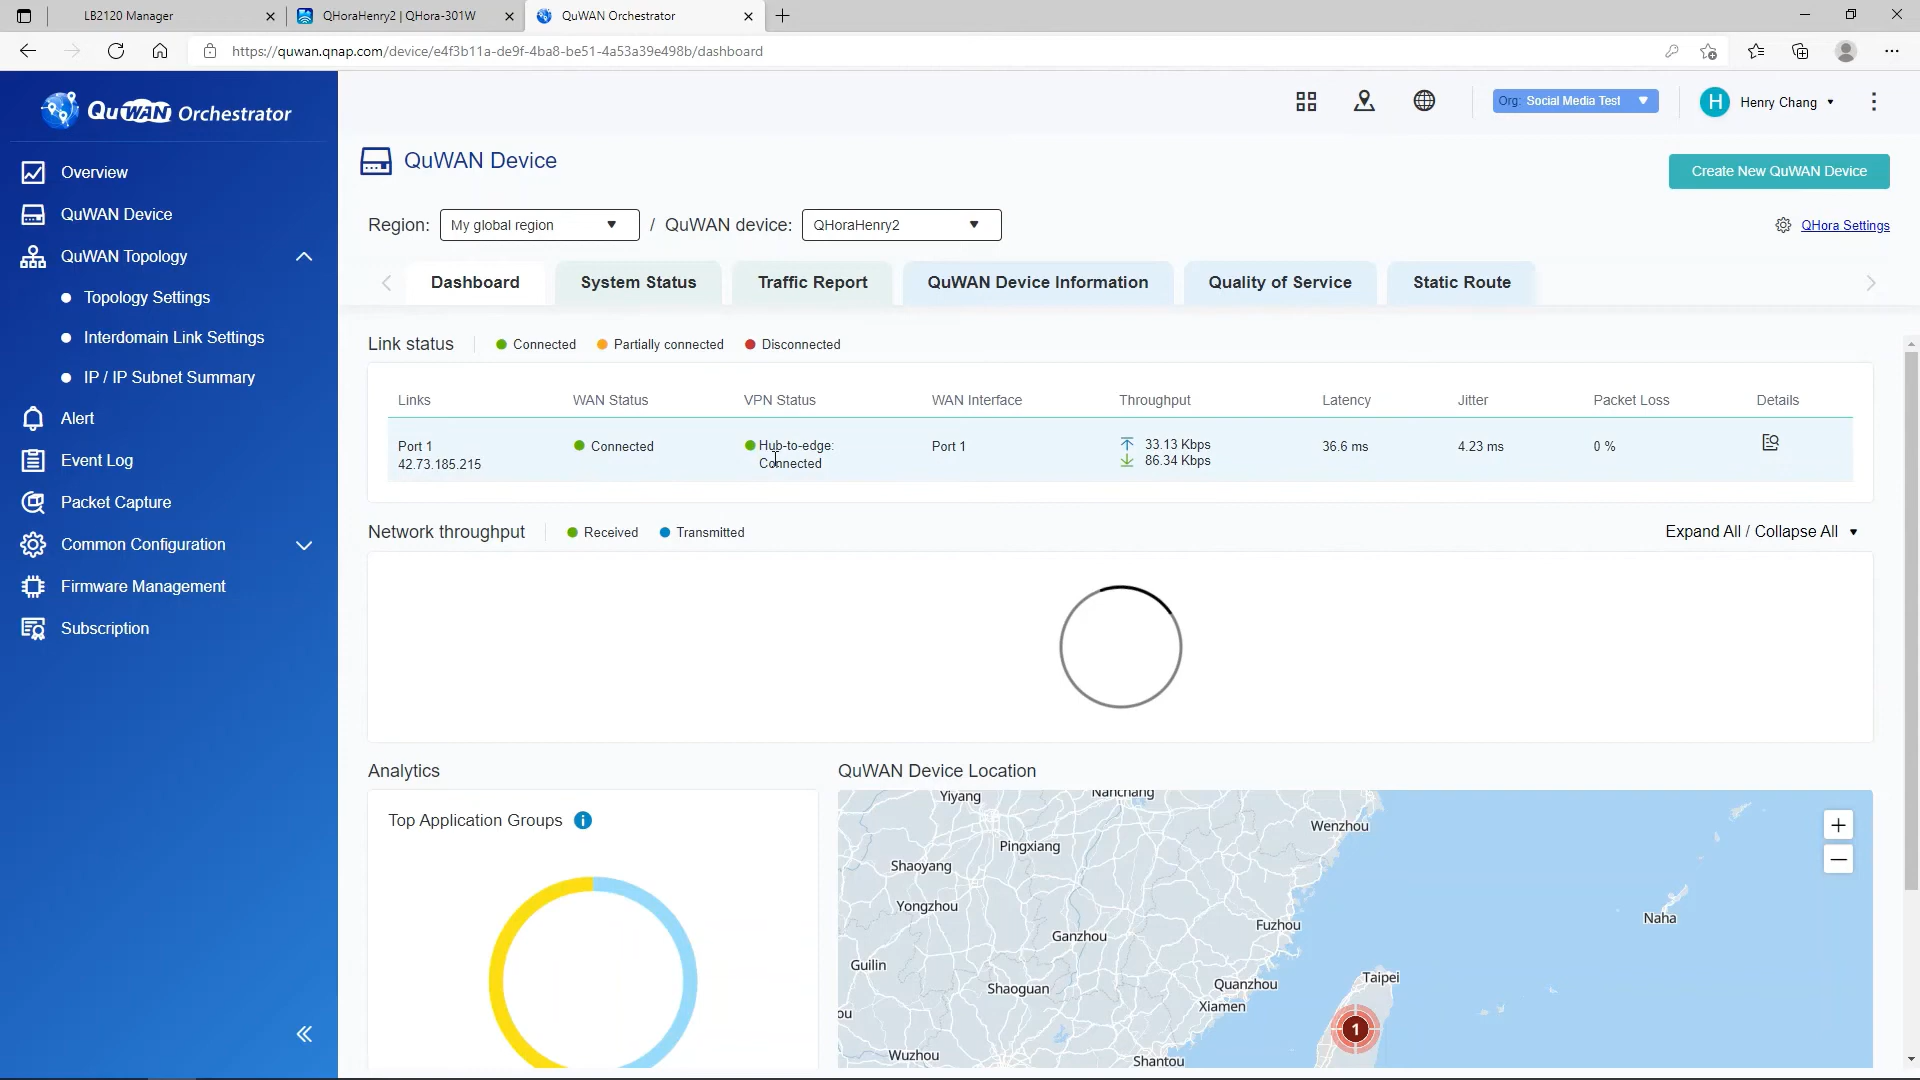 LB2120 Manager
QHoraHenry2 | QHora-301W
QuWAN Orchestrator
https://quwan.qnap.com/device/e4f3b11a-de9f-4ba8-be51-4a53a39e498b/dashboard
QuWAN Orchestrator
Org: Social Media Test
H
Henry Chang
Overview
QuWAN Device
QuWAN Topology
Topology Settings
Interdomain Link Settings
IP / IP Subnet Summary
Alert
Event Log
Packet Capture
Common Configuration
Firmware Management
Subscription
QuWAN Device
Create New QuWAN Device
Region: My global region / QuWAN device: QHoraHenry2
QHora Settings
Dashboard
System Status
Traffic Report
QuWAN Device Information
Quality of Service
Static Route
Link status Connected Partially connected Disconnected
Links WAN Status VPN Status WAN Interface Throughput Latency Jitter Packet Loss Details
Port 1
42.73.185.215
Connected
Hub-to-edge:
Connected
Port 1
33.13 Kbps
86.34 Kbps
36.6 ms
4.23 ms
0 %
Network throughput Received Transmitted
Expand All / Collapse All
Analytics
Top Application Groups
QuWAN Device Location
Yiyang
Nanchang
Wenzhou
Pingxiang
Shaoyang
Yongzhou
Naha
Fuzhou
Ganzhou
Guilin
Taipei
Quanzhou
Shaoguan
Xiamen
ou
1
Wuzhou
Shantou